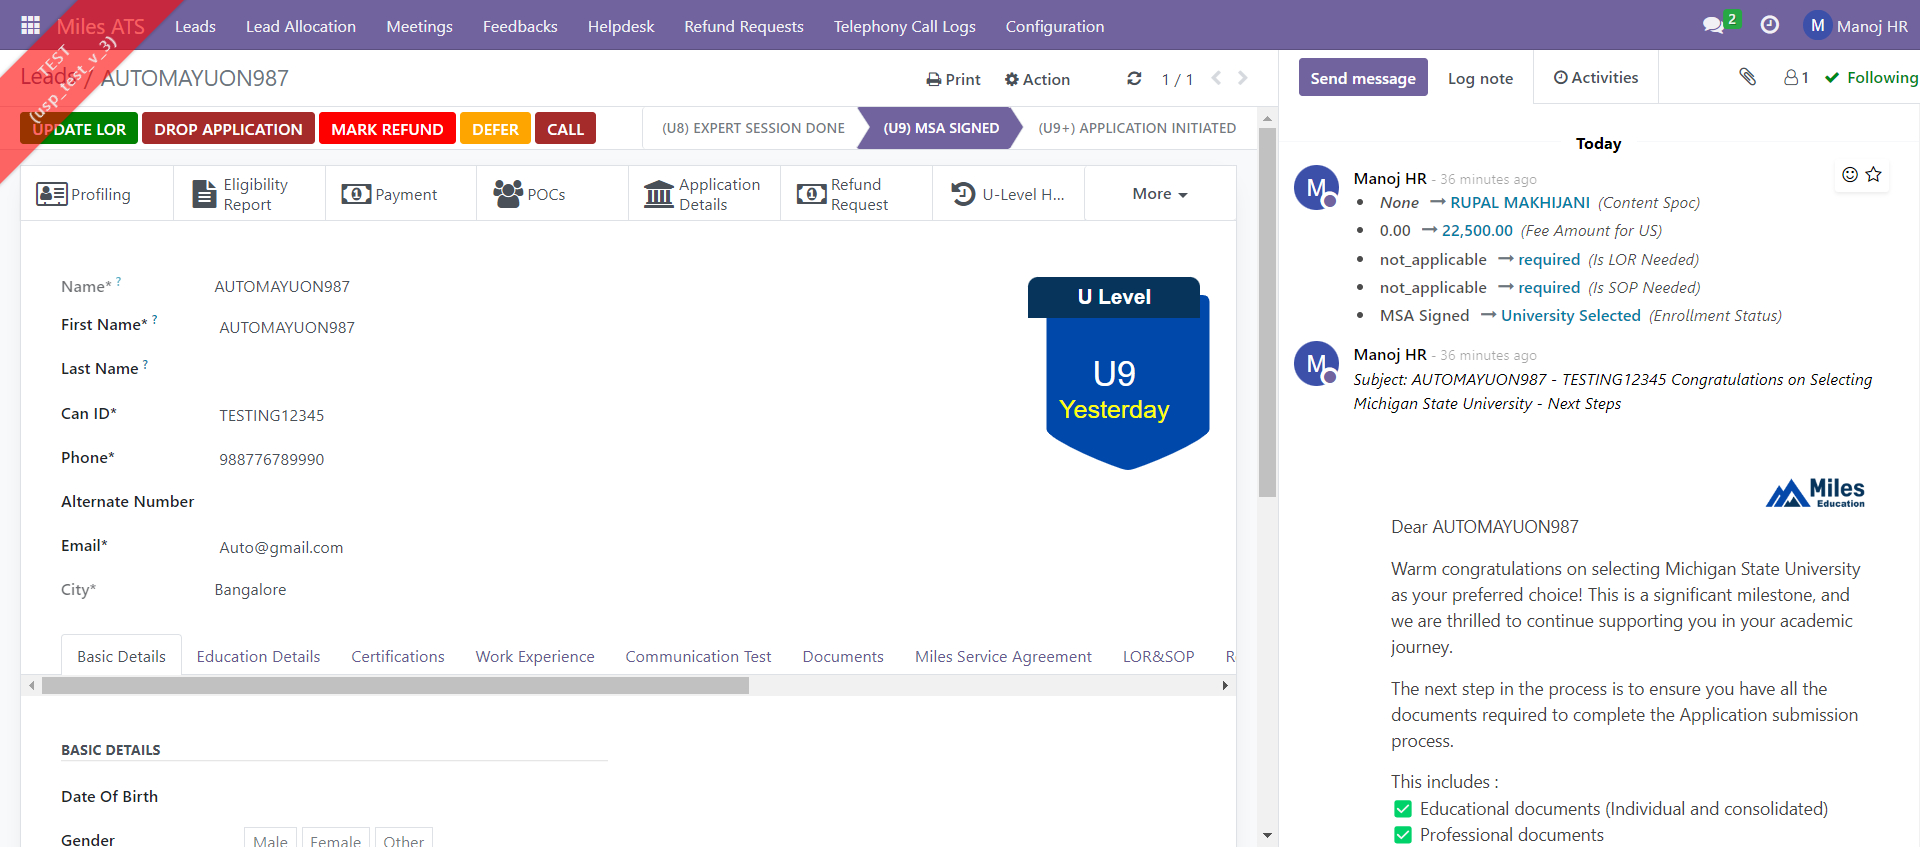 Miles ATS
Leads
Lead Allocation
Meetings
Feedbacks
Helpdesk
Refund Requests
Telephony Call Logs
Configuration
2
M
Manoj HR
TEST
(usp_test_v_3)
Leads / AUTOMAYUON987
Print
Action
1 / 1
UPDATE LOR
DROP APPLICATION
MARK REFUND
DEFER
CALL
(U8) EXPERT SESSION DONE
(U9) MSA SIGNED
(U9+) APPLICATION INITIATED
Profiling
Eligibility
Report
Payment
POCs
Application
Details
Refund
Request
U-Level H...
More
Name* ?
AUTOMAYUON987
First Name* ?
AUTOMAYUON987
Last Name ?
Can ID*
TESTING12345
Phone*
988776789990
Alternate Number
Email*
Auto@gmail.com
City*
Bangalore
U Level
U9
Yesterday
Basic Details
Education Details
Certifications
Work Experience
Communication Test
Documents
Miles Service Agreement
LOR&SOP
R
BASIC DETAILS
Date Of Birth
Gender
Male
Female
Other
Send message
Log note
Activities
1
Following
Today
M
Manoj HR - 36 minutes ago
None → RUPAL MAKHIJANI (Content Spoc)
0.00 → 22,500.00 (Fee Amount for US)
not_applicable → required (Is LOR Needed)
not_applicable → required (Is SOP Needed)
MSA Signed → University Selected (Enrollment Status)
M
Manoj HR - 36 minutes ago
Subject: AUTOMAYUON987 - TESTING12345 Congratulations on Selecting
Michigan State University - Next Steps
Miles
Education
Dear AUTOMAYUON987
Warm congratulations on selecting Michigan State University
as your preferred choice! This is a significant milestone, and
we are thrilled to continue supporting you in your academic
journey.
The next step in the process is to ensure you have all the
documents required to complete the Application submission
process.
This includes :
✅ Educational documents (Individual and consolidated)
✅ Professional documents